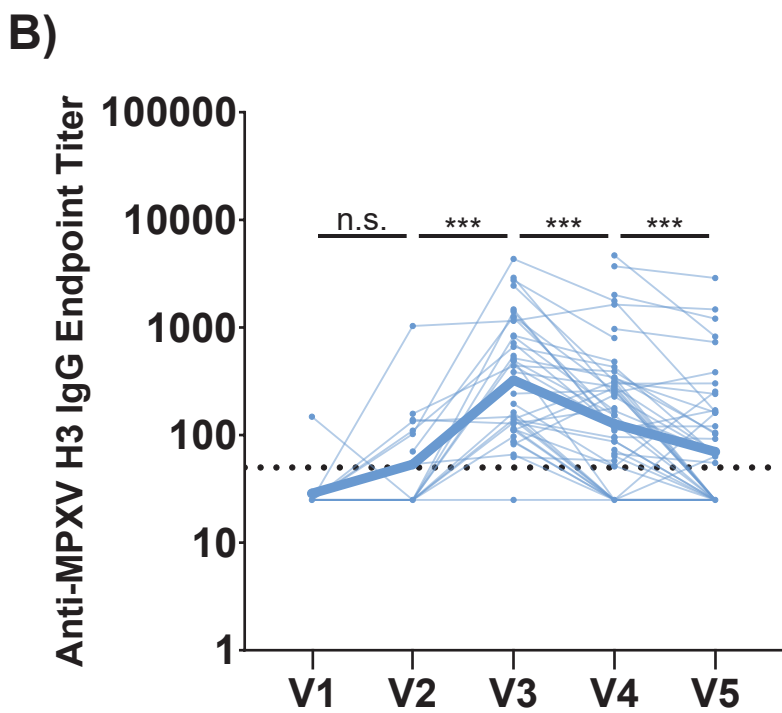 B)
Anti-MPXV H3 IgG Endpoint Titer
100000
10000
1000
100
10
1
n.s. *** *** ***
V1 V2 V3 V4 V5